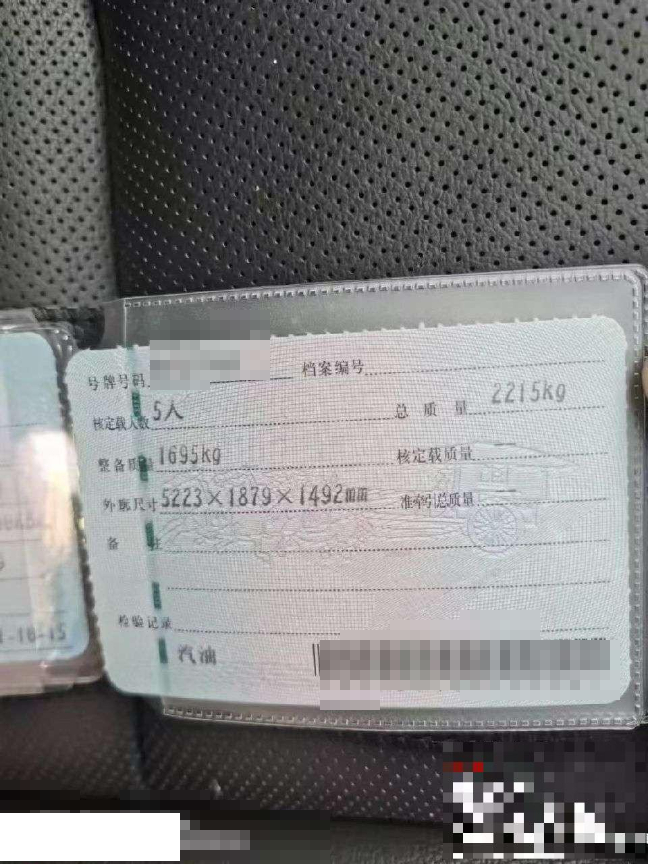 号牌号码 档案编号
核定载人数 5人 总质量 2215kg
整备质量 1695kg 核定载质量
外廓尺寸 5223×1879×1492mm 准牵引总质量
备注
检验记录
汽油